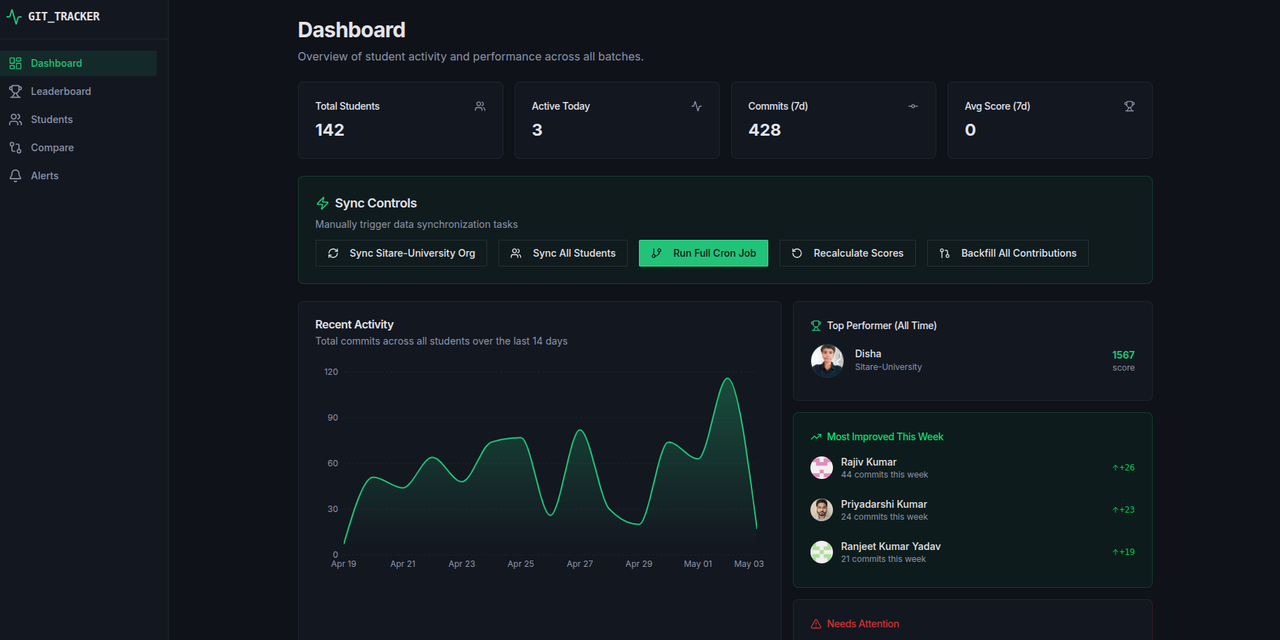 GIT_TRACKER
Dashboard
Leaderboard
Students
Compare
Alerts
Dashboard
Overview of student activity and performance across all batches.
Total Students
142
Active Today
3
Commits (7d)
428
Avg Score (7d)
0
Sync Controls
Manually trigger data synchronization tasks
Sync Sitare-University Org
Sync All Students
Run Full Cron Job
Recalculate Scores
Backfill All Contributions
Recent Activity
Total commits across all students over the last 14 days
120
90
60
30
0
Apr 19 Apr 21 Apr 23 Apr 25 Apr 27 Apr 29 May 01 May 03
Top Performer (All Time)
Disha
Sitare-University
1567
score
Most Improved This Week
Rajiv Kumar
44 commits this week
↑+26
Priyadarshi Kumar
24 commits this week
↑+23
Ranjeet Kumar Yadav
21 commits this week
↑+19
Needs Attention